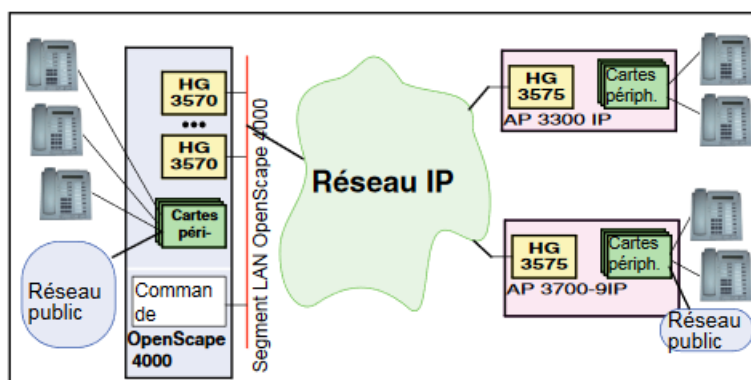 HG
3570
•••
HG
3570
Cartes
péri-
Réseau
public
Comman
de
OpenScape
4000
Segment LAN OpenScape 4000
Réseau IP
HG
3575
Cartes
périph.
AP 3300 IP
HG
3575
Cartes
périph.
AP 3700-9IP
Réseau
public